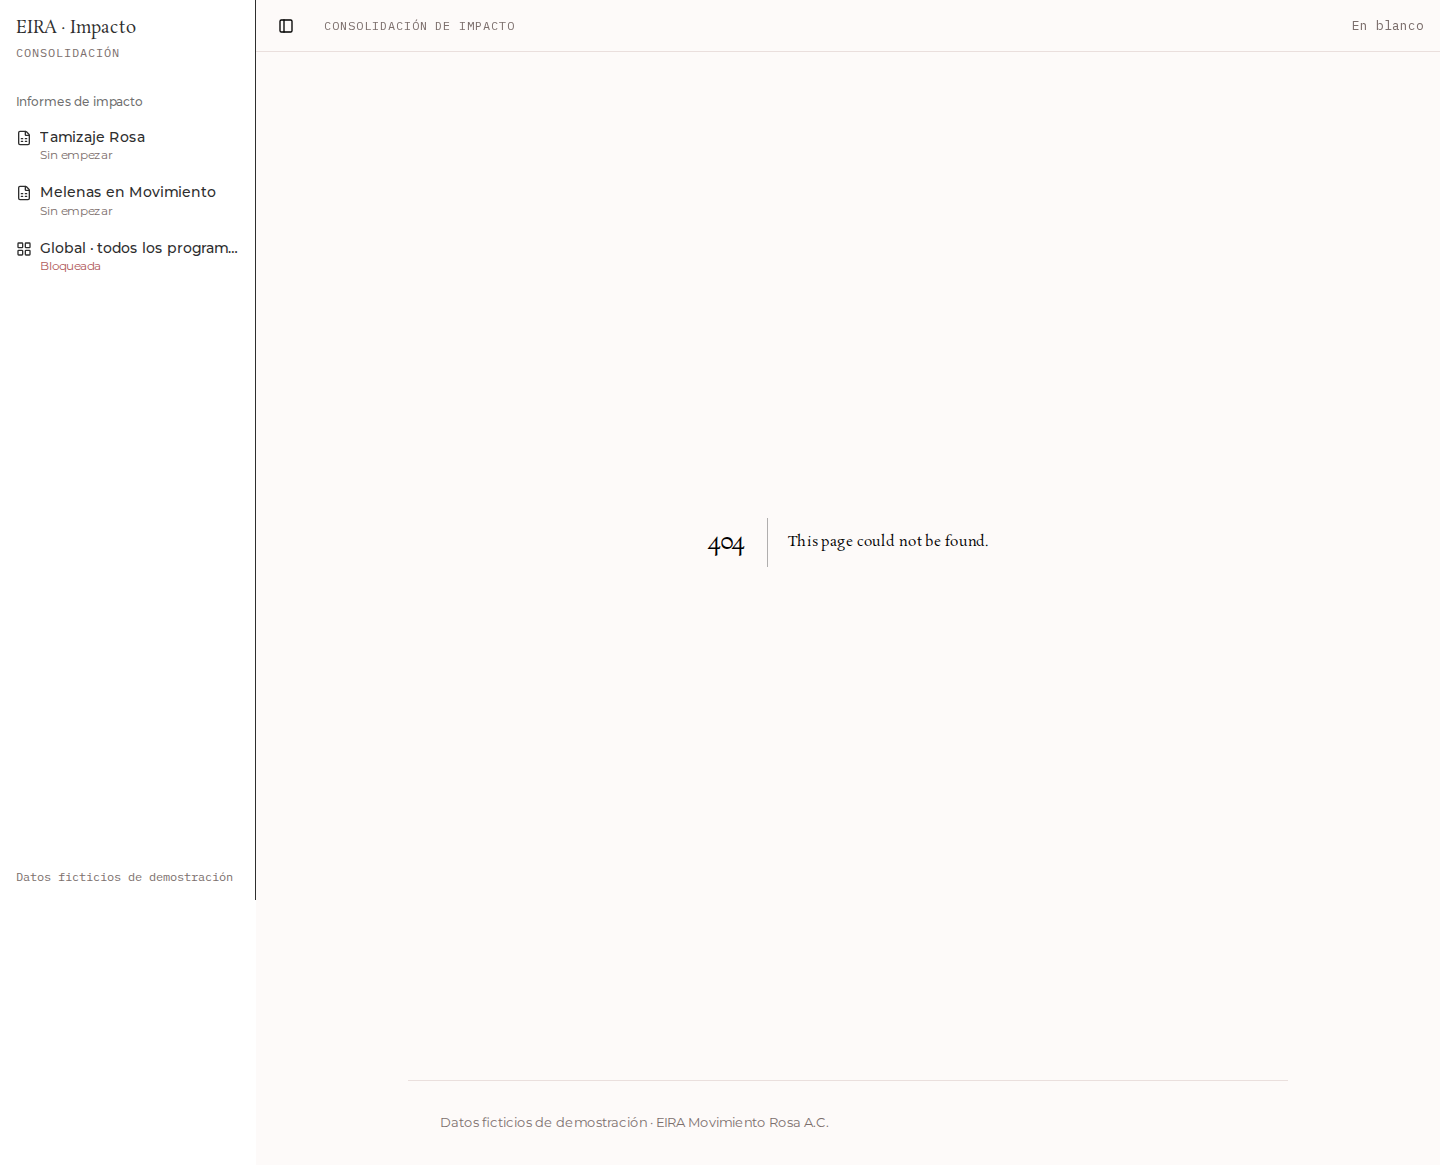 EIRA · Impacto
CONSOLIDACIÓN
Informes de impacto
Tamizaje Rosa
Sin empezar
Melenas en Movimiento
Sin empezar
Global · todos los program...
Bloqueada
Datos ficticios de demostración
CONSOLIDACIÓN DE IMPACTO
En blanco
404
This page could not be found.
Datos ficticios de demostración · EIRA Movimiento Rosa A.C.